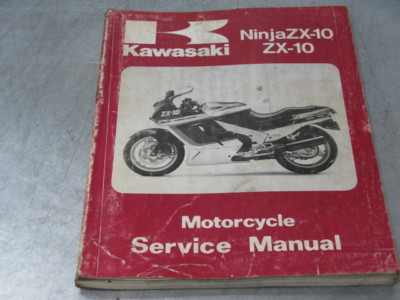 Kawasaki
NinjaZX-10
ZX-10
ZX-10
Motorcycle
Service Manual